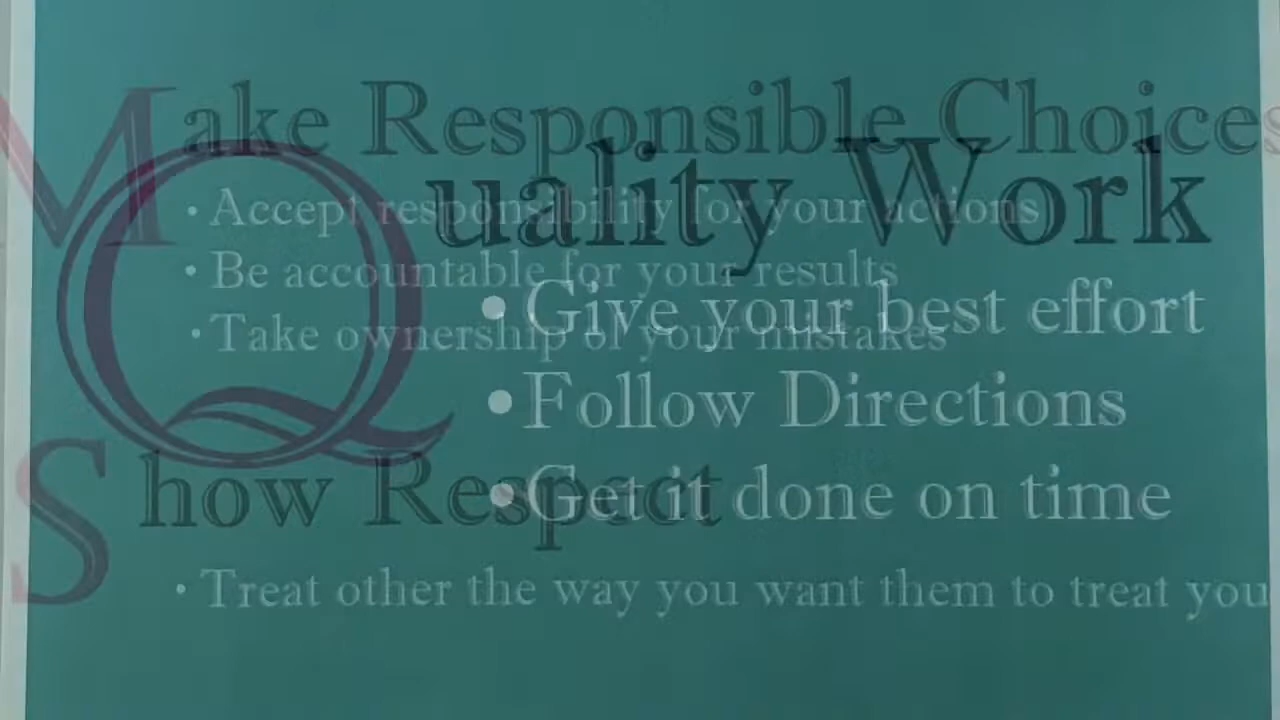 Make Responsible Choices
• Accept responsibility for your actions
• Be accountable for your results
• Take ownership of your mistakes
Show Respect
• Treat other the way you want them to treat you
Quality Work
• Give your best effort
• Follow Directions
• Get it done on time